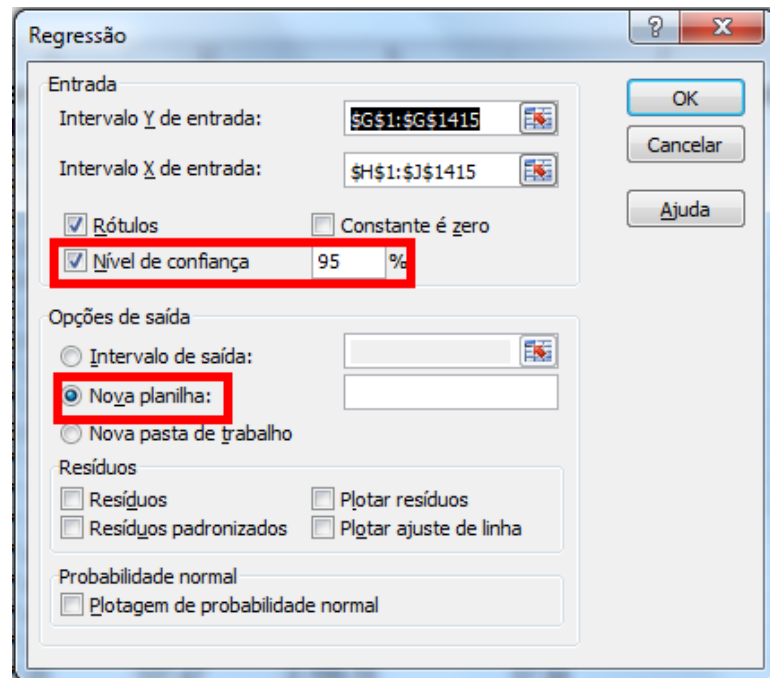 Regressão
Entrada
Intervalo Y de entrada: $G$1:$G$1415
OK
Cancelar
Intervalo X de entrada: $H$1:$J$1415
Ajuda
Rótulos Constante é zero
Nível de confiança 95 %
Opções de saída
Intervalo de saída:
Nova planilha:
Nova pasta de trabalho
Resíduos
Resíduos Plotar resíduos
Resíduos padronizados Plotar ajuste de linha
Probabilidade normal
Plotagem de probabilidade normal